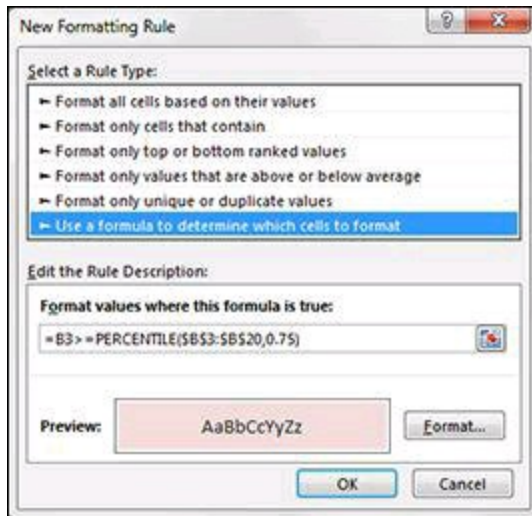 New Formatting Rule
?
Select a Rule Type:
► Format all cells based on their values
► Format only cells that contain
► Format only top or bottom ranked values
► Format only values that are above or below average
► Format only unique or duplicate values
► Use a formula to determine which cells to format
Edit the Rule Description:
Format values where this formula is true:
=B3>=PERCENTILE($B$3:$B$20,0.75)
Preview: AaBbCcYyZz Format...
OK Cancel